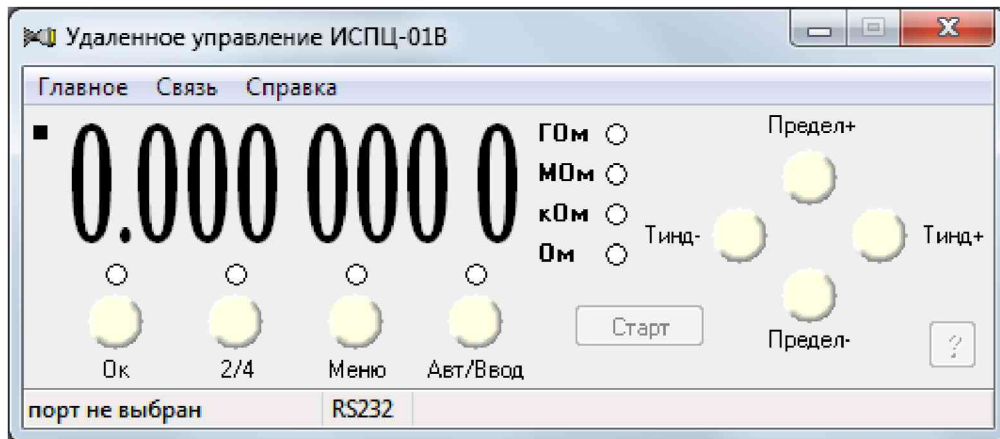 Удаленное управление ИСПЦ-01В
Главное Связь Справка
0.000 000 0
ГОм
МОм
кОм
Ом
Предел+
Тинд-
Тинд+
Предел-
Старт
?
Ок 2/4 Меню Авт/Ввод
порт не выбран RS232